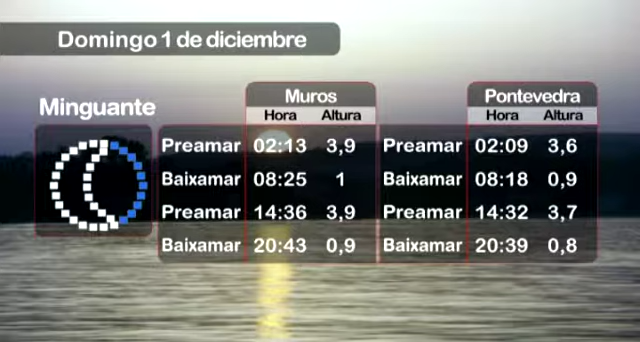 Domingo 1 de diciembre
Minguante
Muros Pontevedra
Hora Altura Hora Altura
Preamar 02:13 3,9 Preamar 02:09 3,6
Baixamar 08:25 1 Baixamar 08:18 0,9
Preamar 14:36 3,9 Preamar 14:32 3,7
Baixamar 20:43 0,9 Baixamar 20:39 0,8